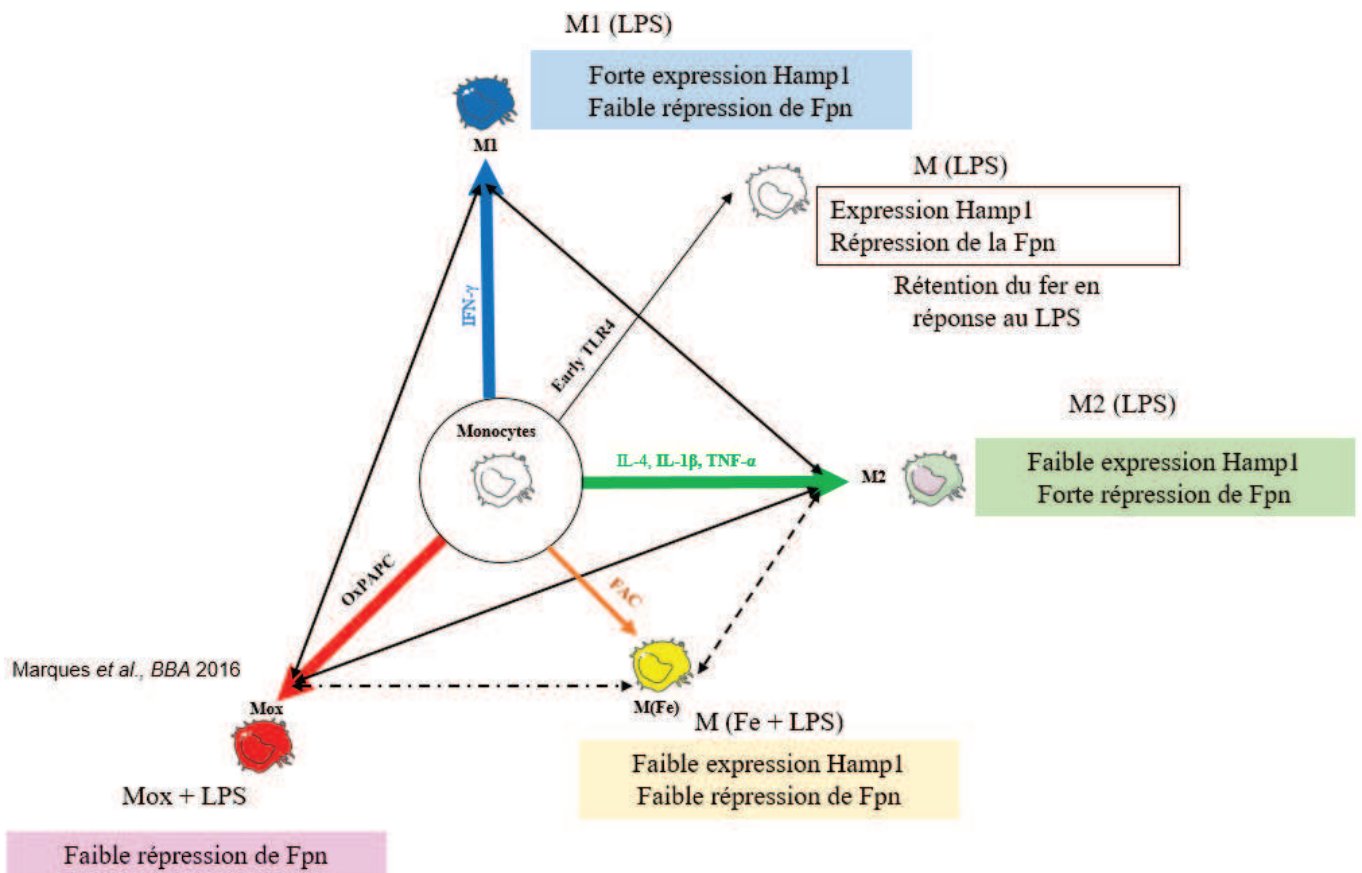 M1 (LPS)
Forte expression Hamp1
Faible répression de Fpn
M1
M (LPS)
Expression Hamp1
Répression de la Fpn
Rétention du fer en
réponse au LPS
IFN-γ
Early TLR4
Monocytes
IL-4, IL-1β, TNF-α
M2
M2 (LPS)
Faible expression Hamp1
Forte répression de Fpn
OxPAPC
FAC
Marques et al., BBA 2016
Mox
M(Fe)
M (Fe + LPS)
Faible expression Hamp1
Faible répression de Fpn
Mox + LPS
Faible répression de Fpn